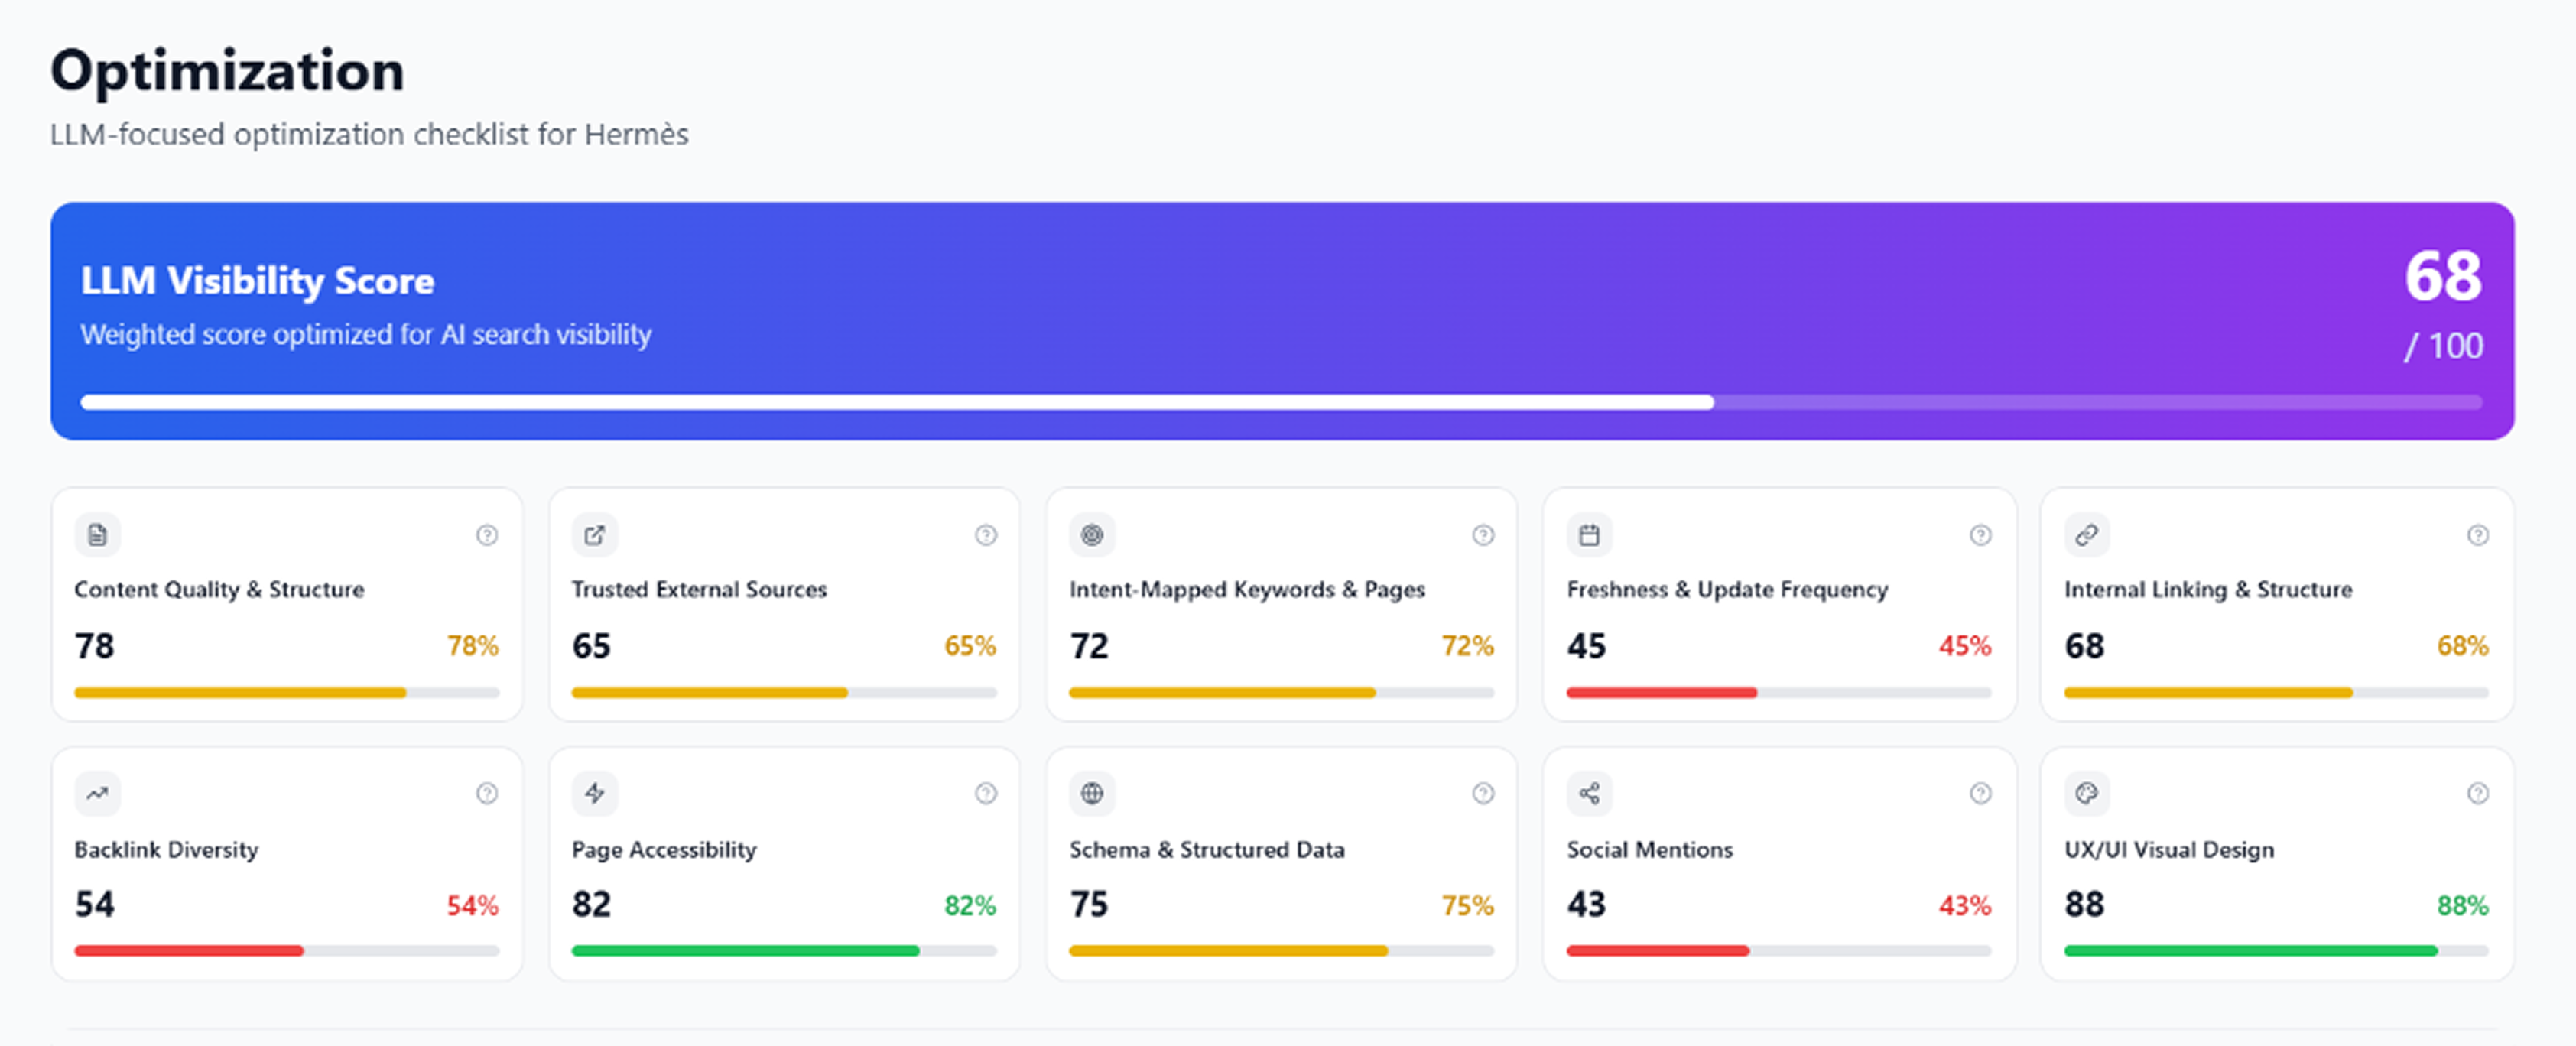 Optimization
LLM-focused optimization checklist for Hermès
LLM Visibility Score
Weighted score optimized for AI search visibility
68
/ 100
Content Quality & Structure
78
78%
Trusted External Sources
65
65%
Intent-Mapped Keywords & Pages
72
72%
Freshness & Update Frequency
45
45%
Internal Linking & Structure
68
68%
Backlink Diversity
54
54%
Page Accessibility
82
82%
Schema & Structured Data
75
75%
Social Mentions
43
43%
UX/UI Visual Design
88
88%